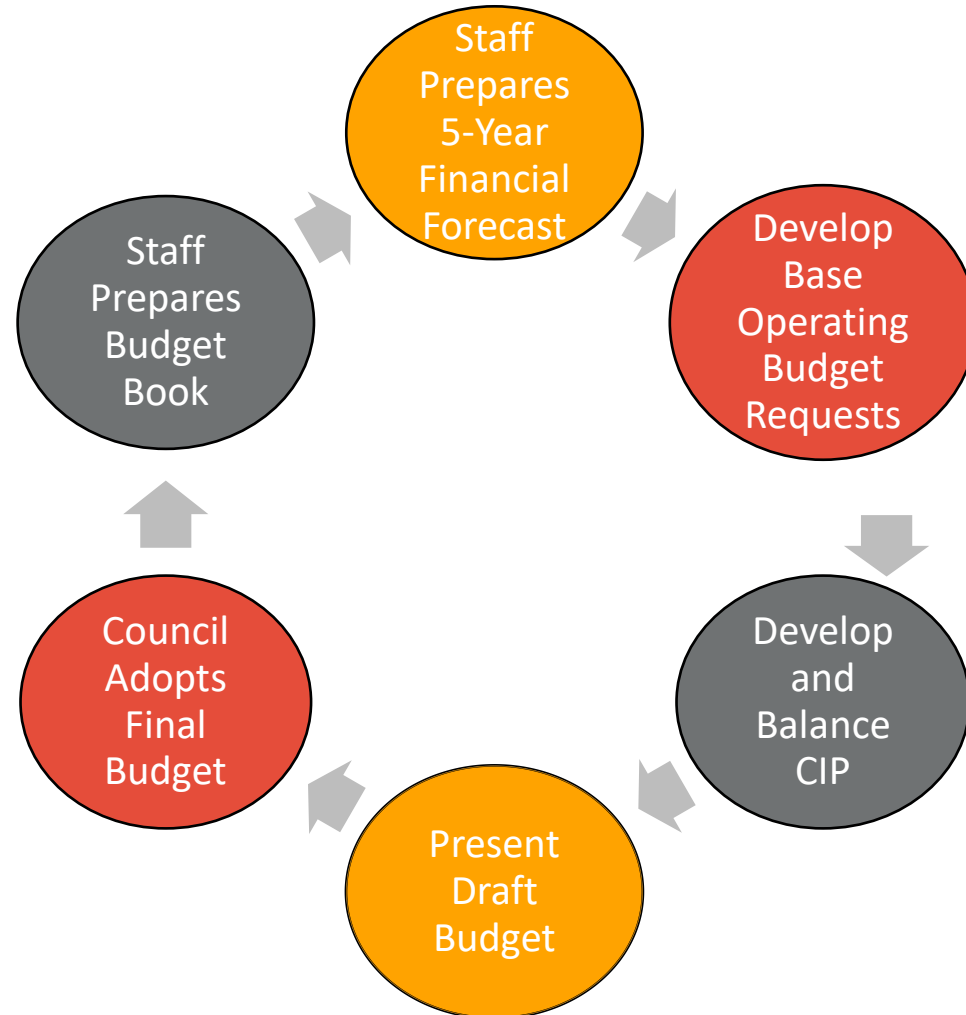 Staff
Prepares
5-Year
Financial
Forecast
Develop
Base
Operating
Budget
Requests
Develop
and
Balance
CIP
Present
Draft
Budget
Council
Adopts
Final
Budget
Staff
Prepares
Budget
Book